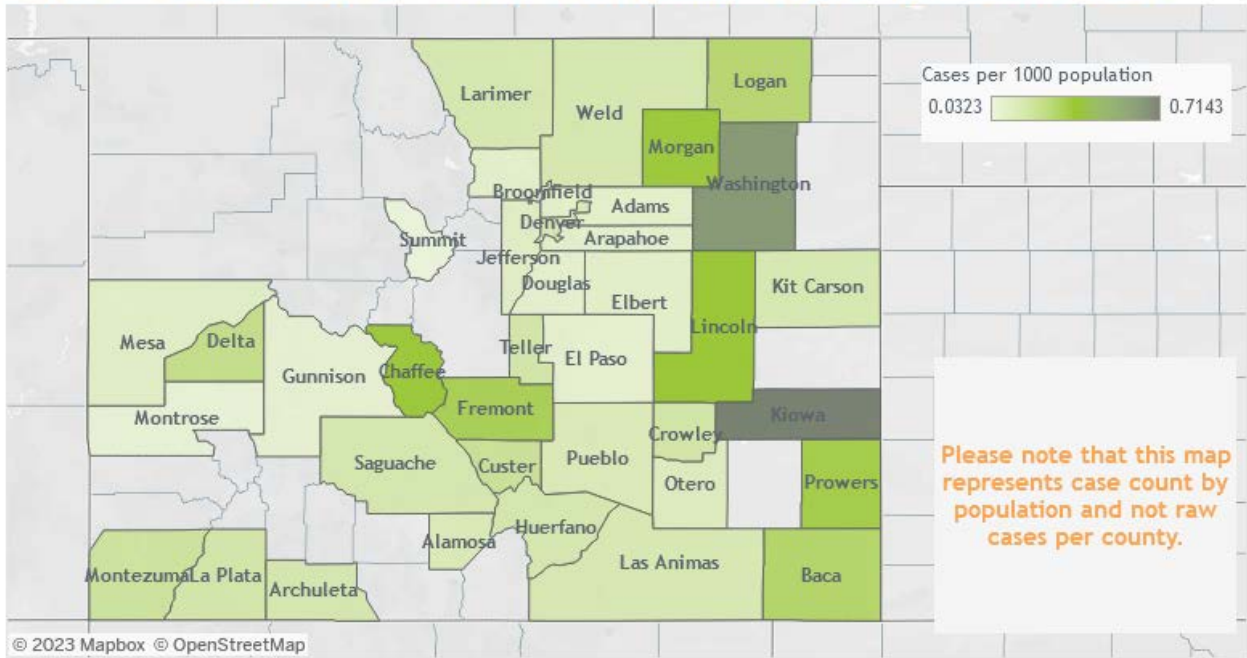 Cases per 1000 population
0.0323 0.7143
Larimer
Weld
Logan
Morgan
Washington
Broomfield
Adams
Denver
Summit
Arapahoe
Jefferson
Douglas
Elbert
Kit Carson
Lincoln
Mesa
Delta
Teller
El Paso
Gunnison
Chaffee
Fremont
Kiowa
Montrose
Crowley
Saguache
Custer
Pueblo
Otero
Prowers
Alamosa
Huerfano
Las Animas
Baca
Montezuma
La Plata
Archuleta
Please note that this map
represents case count by
population and not raw
cases per county.
© 2023 Mapbox © OpenStreetMap